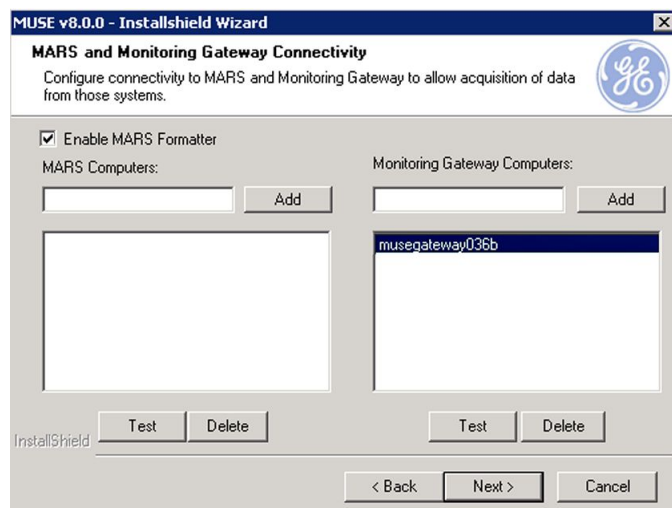 MUSE v8.0.0 - Installshield Wizard
MARS and Monitoring Gateway Connectivity
Configure connectivity to MARS and Monitoring Gateway to allow acquisition of data
from those systems.
GE
Enable MARS Formatter
MARS Computers:
Monitoring Gateway Computers:
Add
Add
musegateway036b
Test
Delete
Test
Delete
InstallShield
< Back
Next >
Cancel